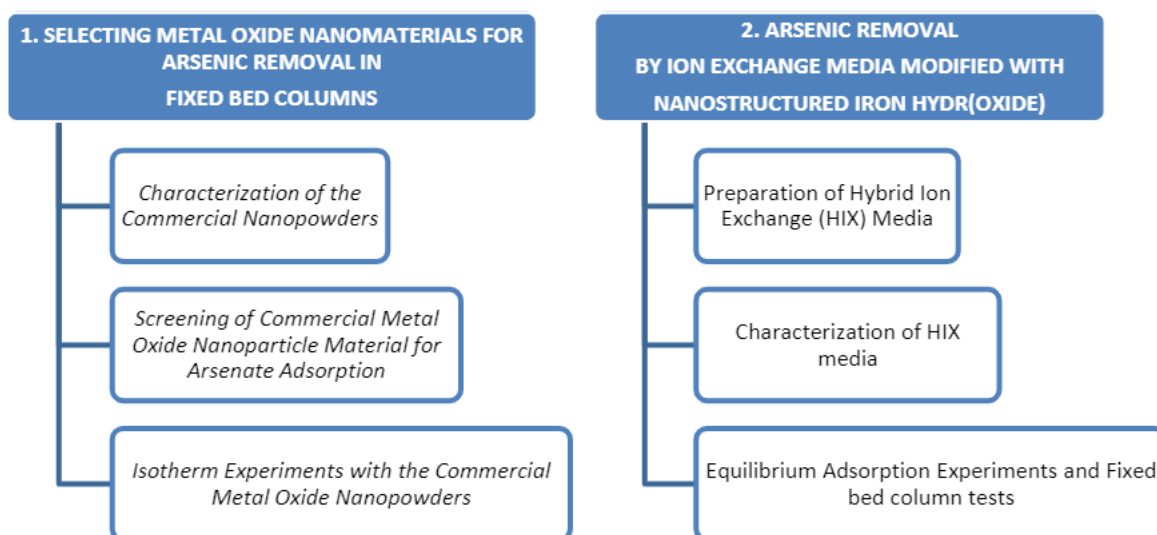 1. SELECTING METAL OXIDE NANOMATERIALS FOR
ARSENIC REMOVAL IN
FIXED BED COLUMNS
Characterization of the
Commercial Nanopowders
Screening of Commercial Metal
Oxide Nanoparticle Material for
Arsenate Adsorption
Isotherm Experiments with the Commercial
Metal Oxide Nanopowders
2. ARSENIC REMOVAL
BY ION EXCHANGE MEDIA MODIFIED WITH
NANOSTRUCTURED IRON HYDR(OXIDE)
Preparation of Hybrid Ion
Exchange (HIX) Media
Characterization of HIX
media
Equilibrium Adsorption Experiments and Fixed
bed column tests